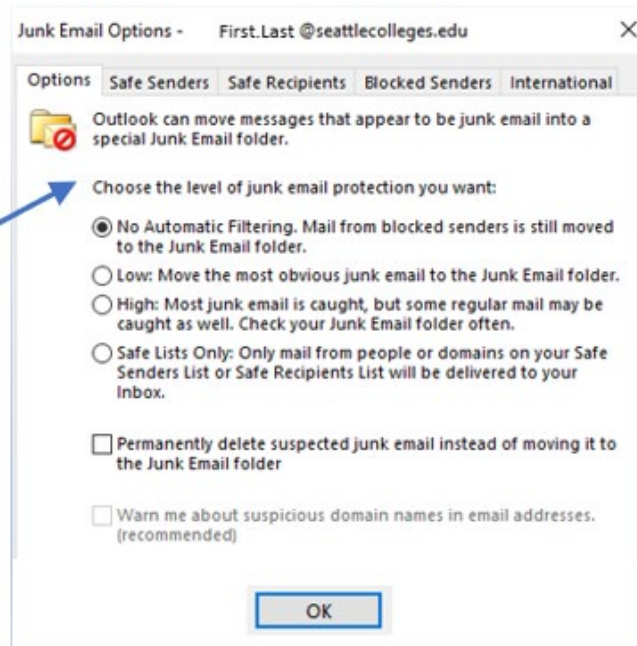 Junk Email Options - First.Last @seattlecolleges.edu
Options Safe Senders Safe Recipients Blocked Senders International
Outlook can move messages that appear to be junk email into a
special Junk Email folder.
Choose the level of junk email protection you want:
No Automatic Filtering. Mail from blocked senders is still moved
to the Junk Email folder.
Low: Move the most obvious junk email to the Junk Email folder.
High: Most junk email is caught, but some regular mail may be
caught as well. Check your Junk Email folder often.
Safe Lists Only: Only mail from people or domains on your Safe
Senders List or Safe Recipients List will be delivered to your
Inbox.
Permanently delete suspected junk email instead of moving it to
the Junk Email folder
Warn me about suspicious domain names in email addresses.
(recommended)
OK